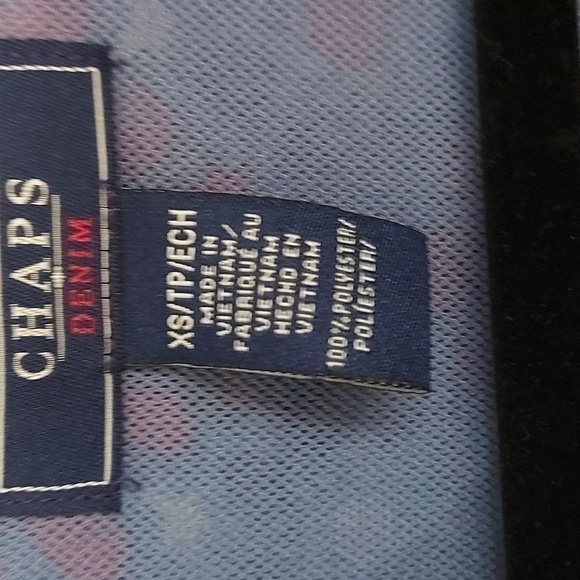 CHAPS
DENIM
XS/TP/ECH
MADE IN
VIETNAM/
FABRIQUÉ AU
VIETNAM
HECHO EN
VIETNAM
100% POLYESTER/
POLIÉSTER/